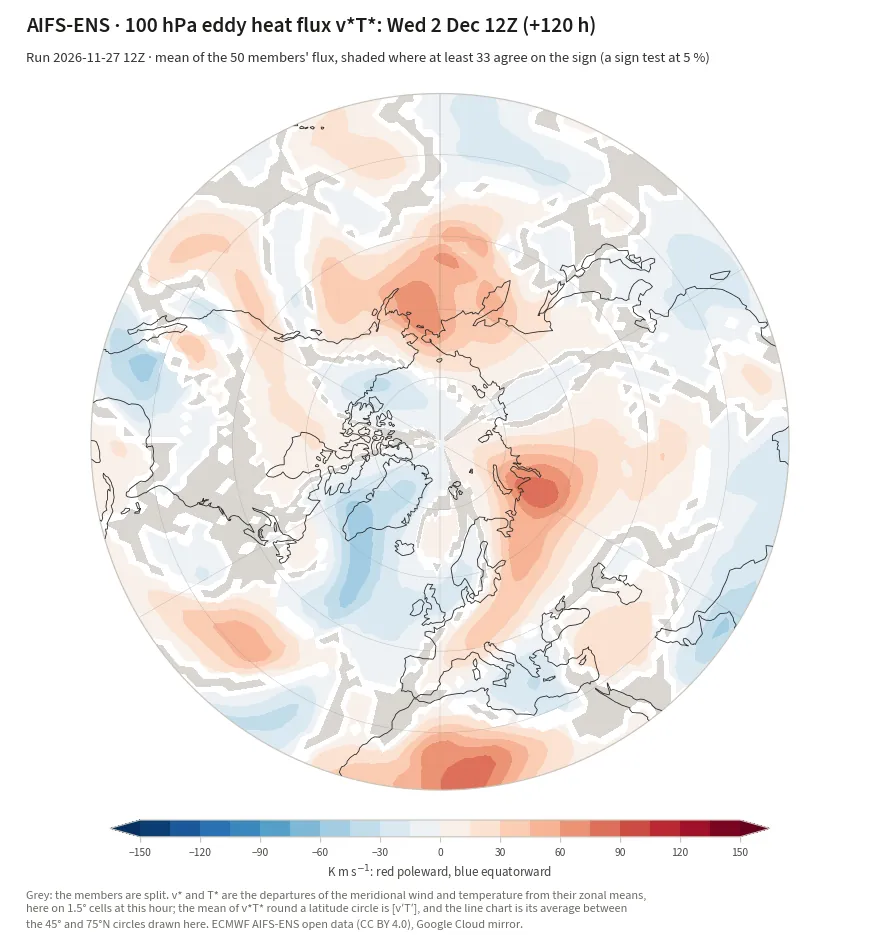 AIFS-ENS · 100 hPa eddy heat flux v*T*: Wed 2 Dec 12Z (+120 h)
Run 2026-11-27 12Z · mean of the 50 members' flux, shaded where at least 33 agree on the sign (a sign test at 5 %)
−150 −120 −90 −60 −30 0 30 60 90 120 150
K m s⁻¹: red poleward, blue equatorward
Grey: the members are split. v* and T* are the departures of the meridional wind and temperature from their zonal means,
here on 1.5° cells at this hour; the mean of v*T* round a latitude circle is [v'T'], and the line chart is its average between
the 45° and 75°N circles drawn here. ECMWF AIFS-ENS open data (CC BY 4.0), Google Cloud mirror.